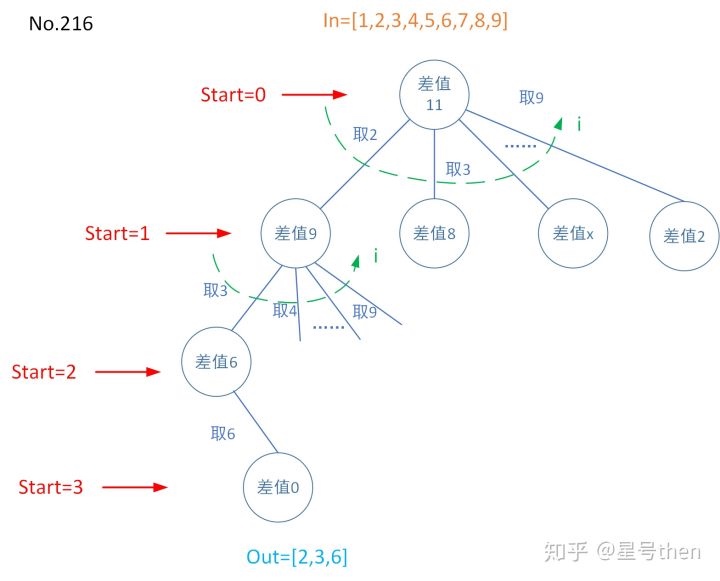 No.216
In=[1,2,3,4,5,6,7,8,9]
Start=0
差值
11
取9
i
取2
取3
......
Start=1
差值9
差值8
差值x
差值2
i
取3
取4
......
取9
Start=2
差值6
取6
Start=3
差值0
Out=[2,3,6]
知乎 @星号then